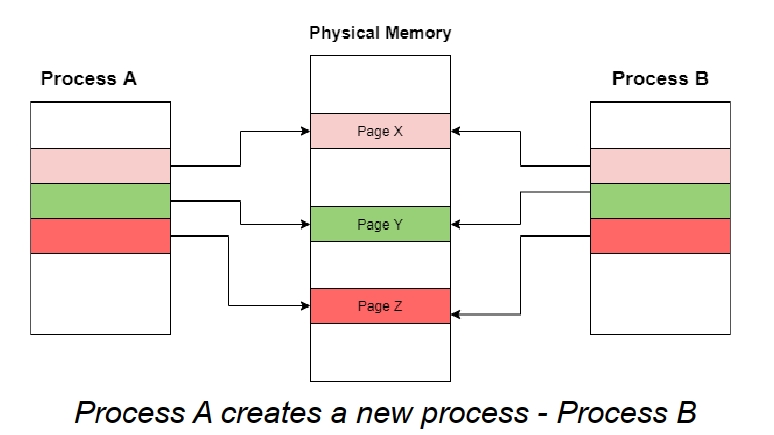 Physical Memory
Process A
Process B
Page X
Page Y
Page Z
Process A creates a new process - Process B